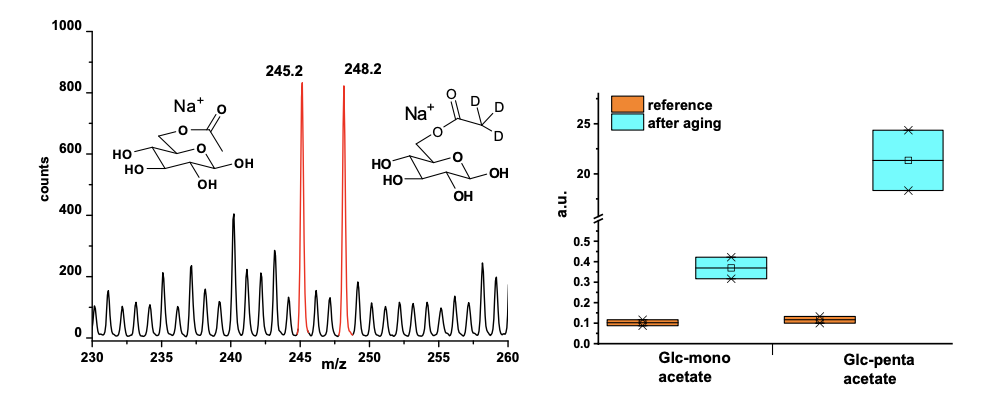 1000
800
600
400
200
0
counts
245.2
248.2
Na+
O
O
O
HO
HO
OH
OH
Na+
O
D
D
D
O
O
HO
HO
OH
OH
230
235
240
245
250
255
260
m/z
reference
after aging
25
20
a.u.
0.5
0.4
0.3
0.2
0.1
0.0
Glc-mono
acetate
Glc-penta
acetate